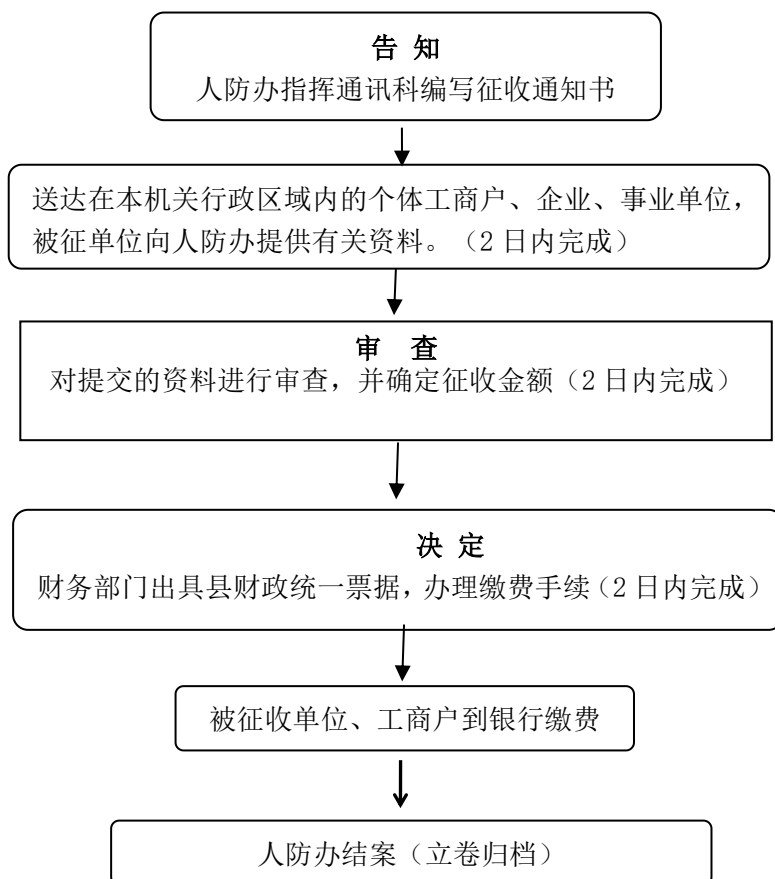 告 知
人防办指挥通讯科编写征收通知书
送达在本机关行政区域内的个体工商户、企业、事业单位，
被征单位向人防办提供有关资料。（2 日内完成）
审 查
对提交的资料进行审查，并确定征收金额（2 日内完成）
决 定
财务部门出具县财政统一票据，办理缴费手续（2 日内完成）
被征收单位、工商户到银行缴费
人防办结案（立卷归档）